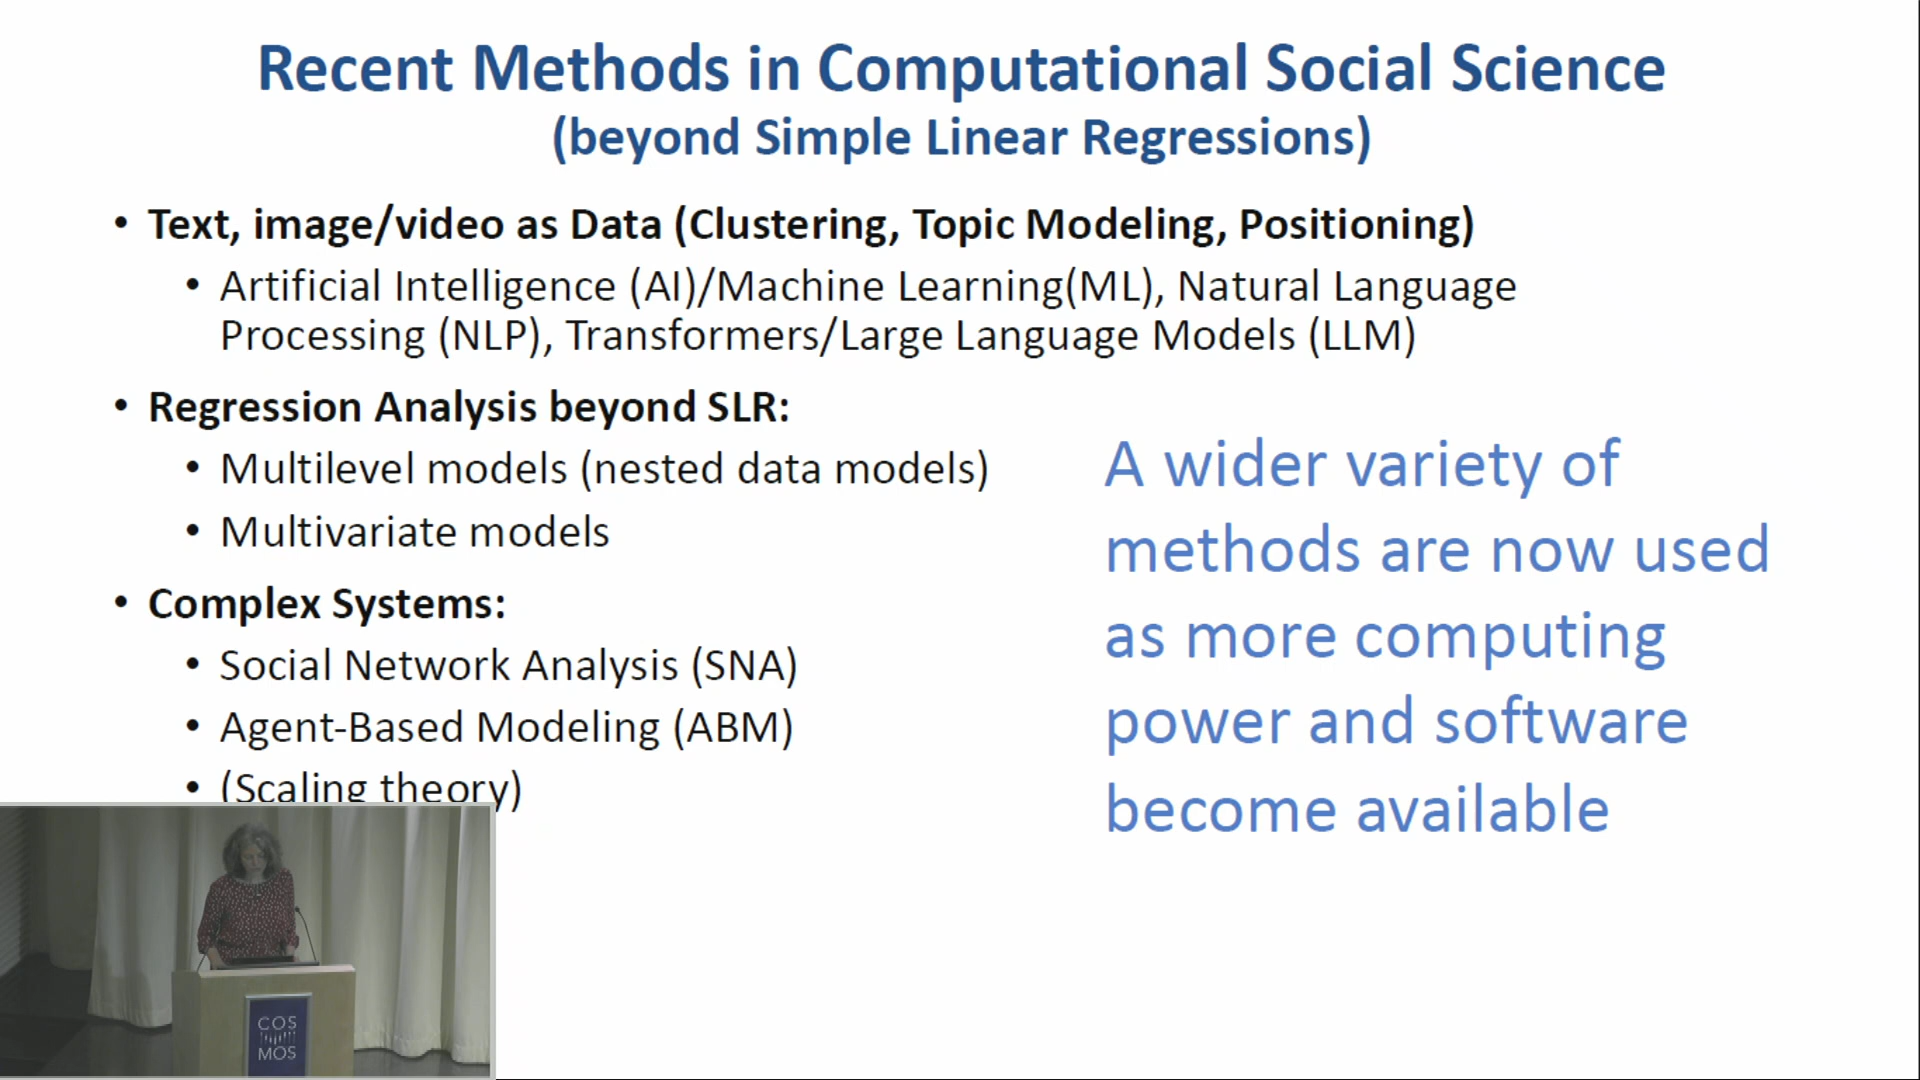 Recent Methods in Computational Social Science
(beyond Simple Linear Regressions)
• Text, image/video as Data (Clustering, Topic Modeling, Positioning)
• Artificial Intelligence (AI)/Machine Learning(ML), Natural Language
Processing (NLP), Transformers/Large Language Models (LLM)
• Regression Analysis beyond SLR:
• Multilevel models (nested data models)
• Multivariate models
• Complex Systems:
• Social Network Analysis (SNA)
• Agent-Based Modeling (ABM)
• (Scaling theory)
A wider variety of
methods are now used
as more computing
power and software
become available
COS
MOS